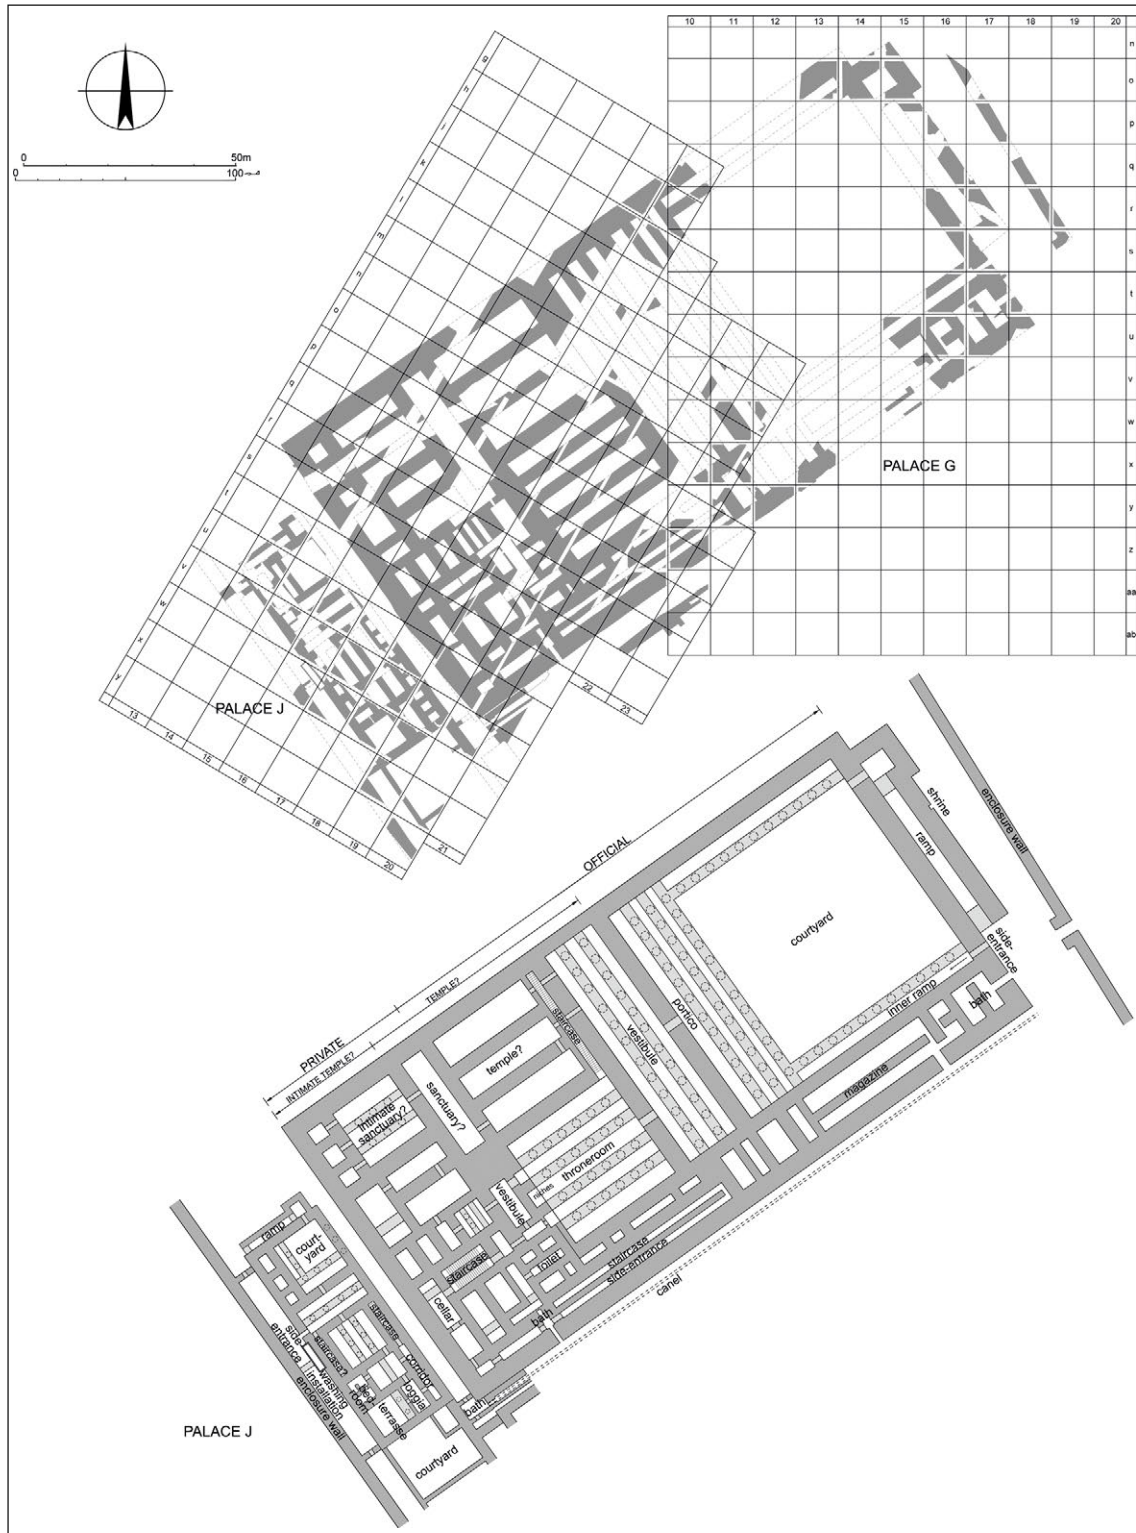 10 11 12 13 14 15 16 17 18 19 20
n
o
p
q
r
s
t
u
v
w
x
y
z
aa
ab
g
h
i
k
l
m
n
o
p
q
r
s
t
u
v
w
x
y
13
14
15
16
17
18
19
20
21
22
23
0 50m
0 100
PALACE G
PALACE J
OFFICIAL
TEMPLE?
PRIVATE
INTIMATE TEMPLE?
enclosure wall
shrine
ramp
side-
entrance
courtyard
inner ramp
bath
magazine
portico
vestibule
staircase
temple?
sanctuary?
intimate
sanctuary?
throneroom
niches
vestibule
staircase
toilet
staircase
side-entrance
canel
cellar
bath
ramp
court-
yard
staircase
side
entrance
staircasa?
washing
installation
enclosure wall
bed-
room
corridor
loggia
terrasse
bath
courtyard
PALACE J